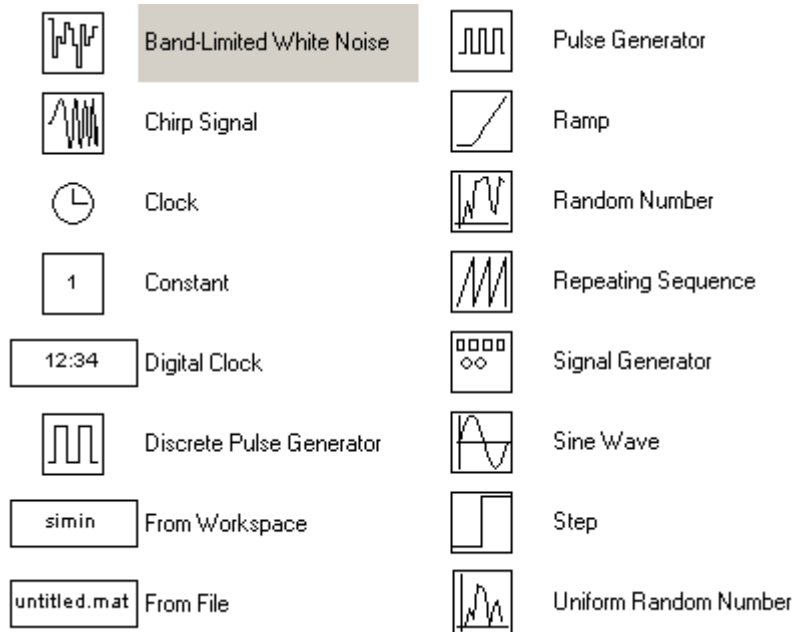 Band-Limited White Noise
Chirp Signal
Clock
1
Constant
12:34
Digital Clock
Discrete Pulse Generator
simin
From Workspace
untitled.mat
From File
Pulse Generator
Ramp
Random Number
Repeating Sequence
Signal Generator
Sine Wave
Step
Uniform Random Number